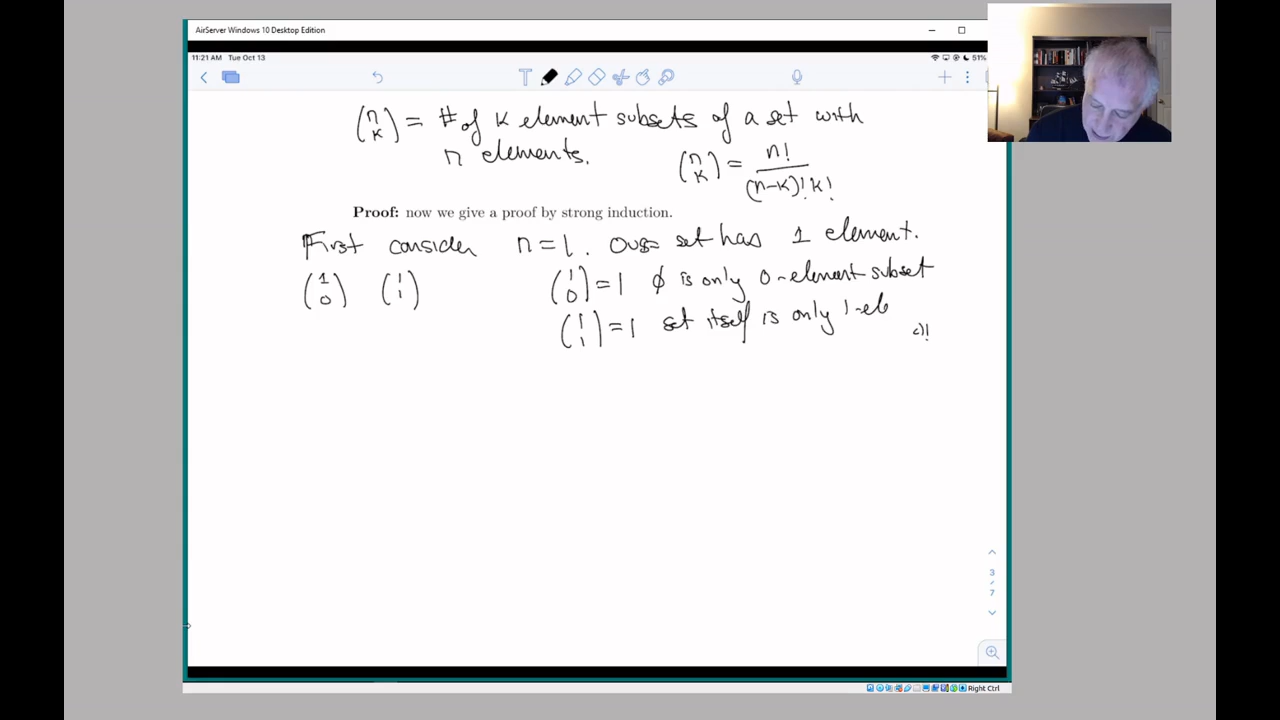 AirServer Windows 10 Desktop Edition
11:21 AM Tue Oct 13
51%
(n k) = # of k element subsets of a set with
n elements.
(n k) = n! / (n-k)! k!
Proof: now we give a proof by strong induction.
First consider n = 1. Our set has 1 element.
(1 0) (1 1) (1 0) = 1 ∅ is only 0-element subset
(1 1) = 1 set itself is only 1-el
3
/
7
Right Ctrl